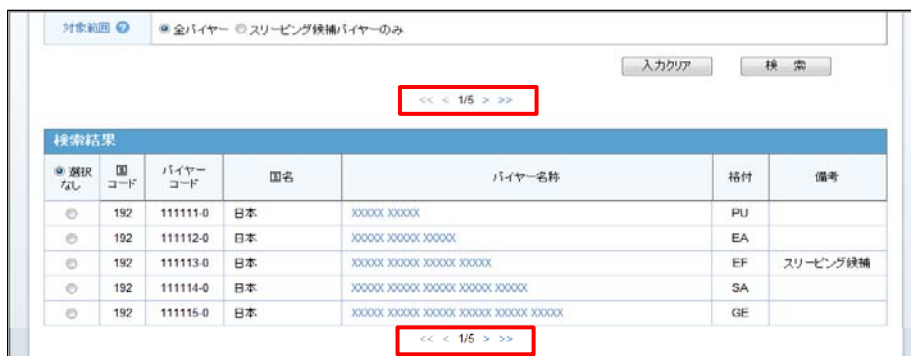 対象範囲 ? 全バイヤー スリーピング候補バイヤーのみ
入力クリア 検 索
<< < 1/5 > >>
検索結果
選択なし 国コード バイヤーコード 国名 バイヤー名称 格付 備考
192 111111-0 日本 XXXXX XXXXX PU
192 111112-0 日本 XXXXX XXXXX XXXXX EA
192 111113-0 日本 XXXXX XXXXX XXXXX XXXXX EF スリーピング候補
192 111114-0 日本 XXXXX XXXXX XXXXX XXXXX XXXXX SA
192 111115-0 日本 XXXXX XXXXX XXXXX XXXXX XXXXX XXXXX GE
<< < 1/5 > >>